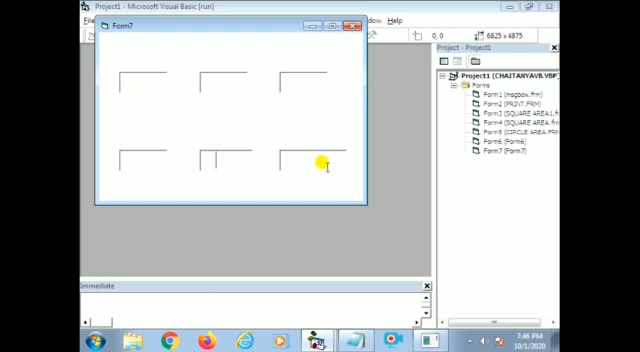 Project1 - Microsoft Visual Basic [run]
File
dow Help
Form7
0, 0
6825 x 4875
Project - Project1
Project1 (CHAITANYAVB.VBP)
Forms
Form1 (msgbox.frm)
Form2 (PRINT.FRM)
Form3 (SQUARE AREA1.fr
Form4 (SQUARE AREA.frm
Form5 (CIRCLE AREA.FRM
Form6 (Form6)
Form7 (Form7)
Immediate
7:46 PM
10/1/2020